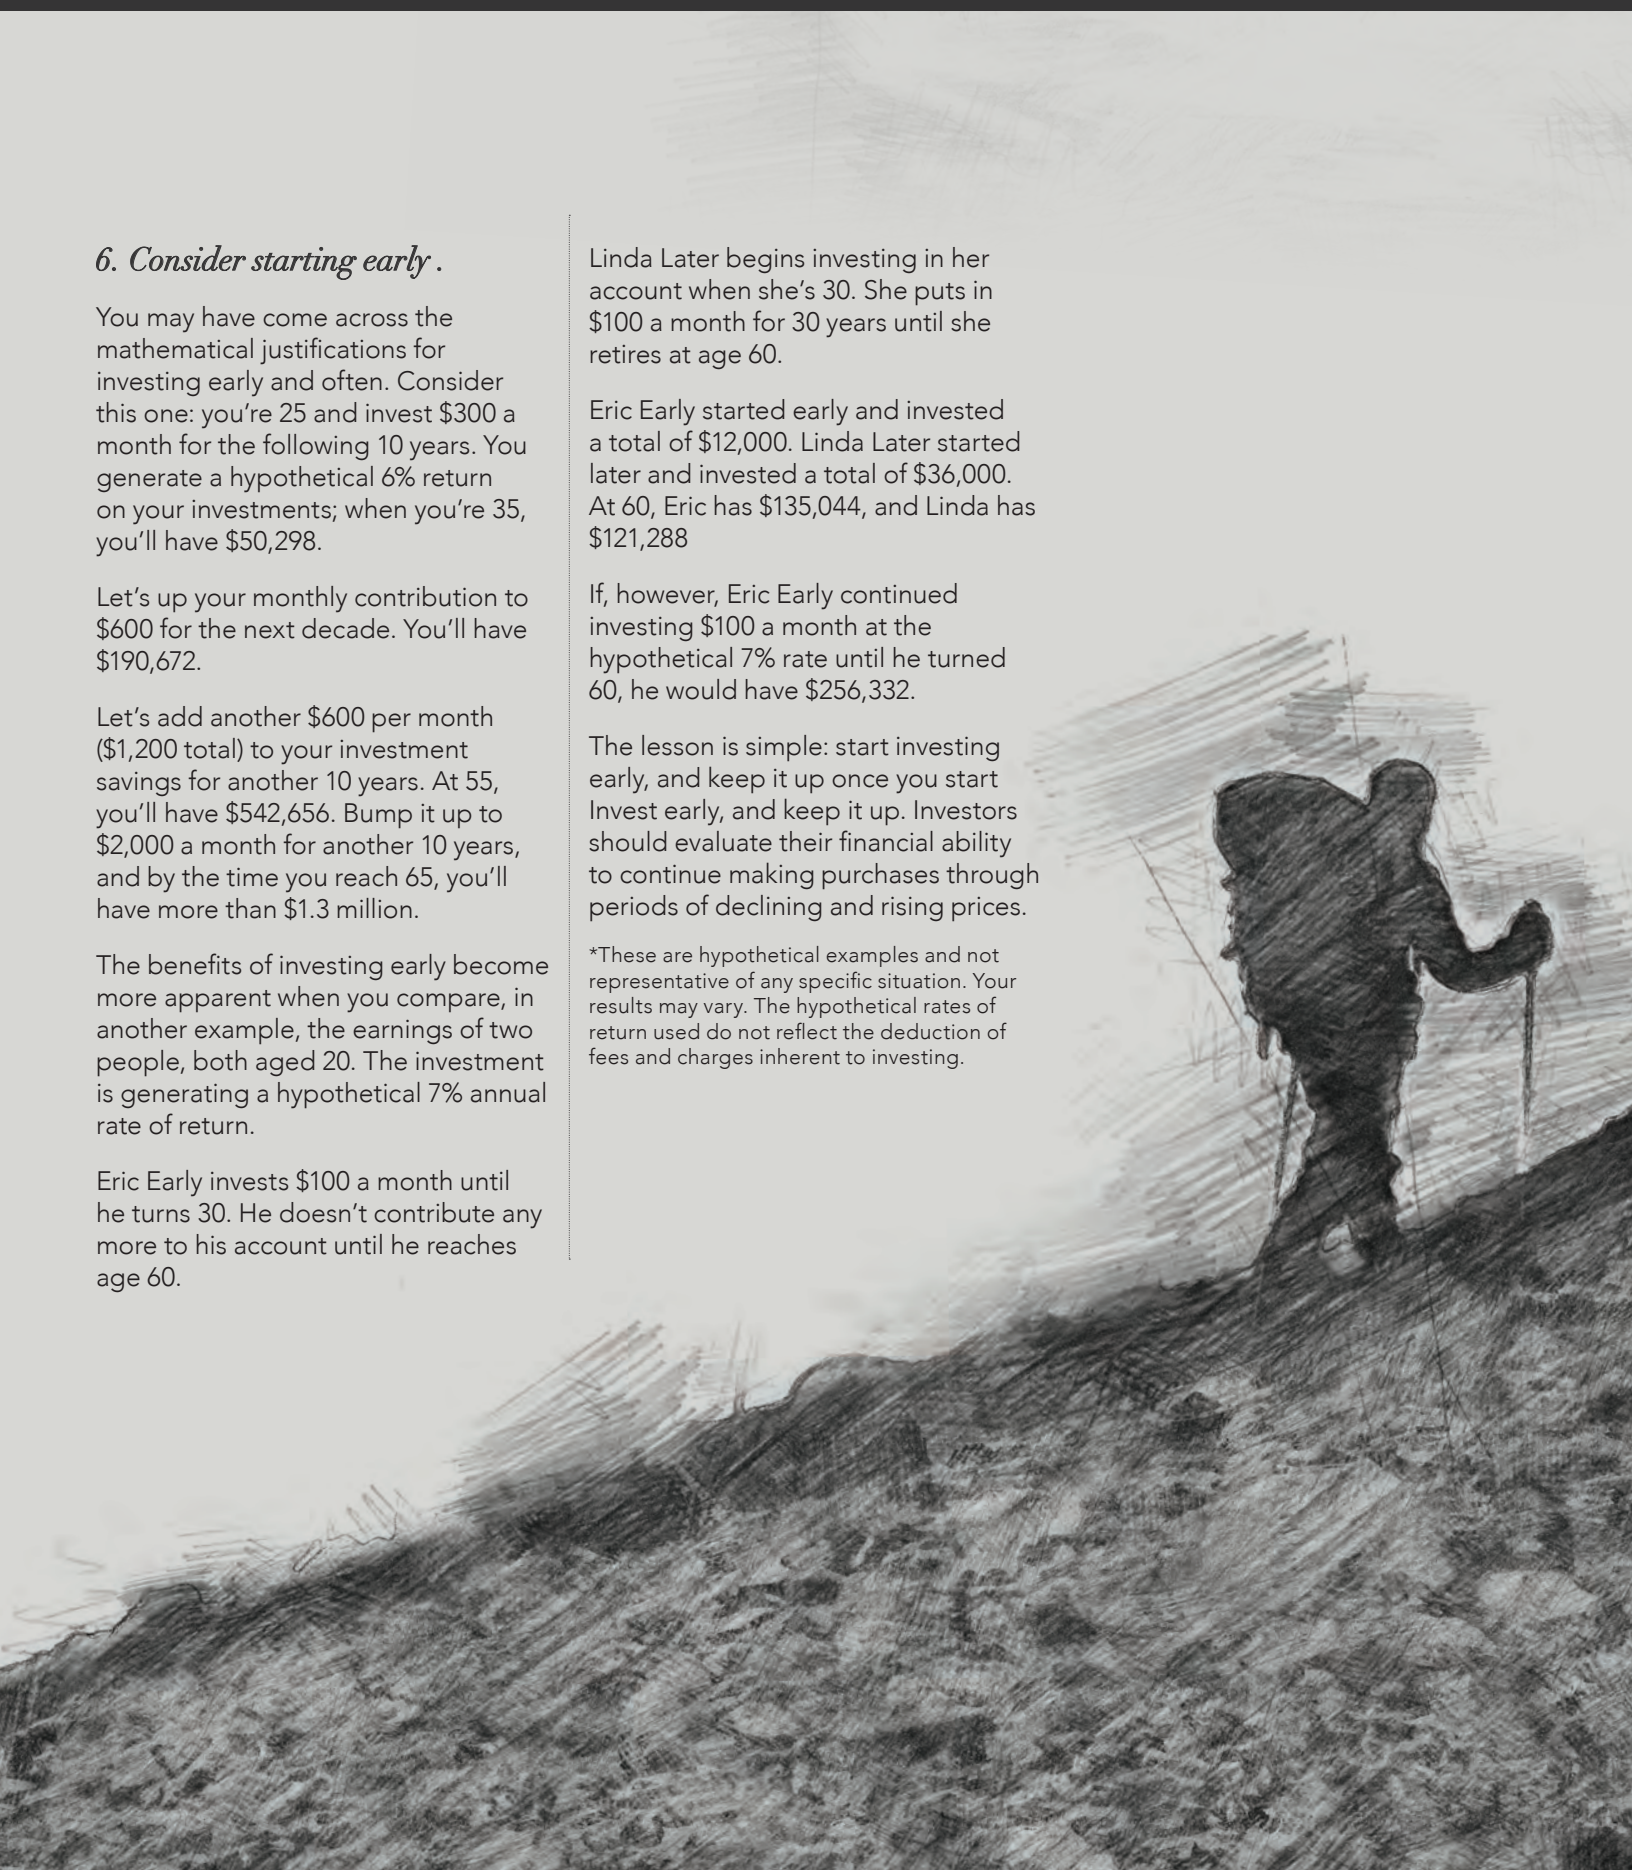 6. Consider starting early .
You may have come across the
mathematical justifications for
investing early and often. Consider
this one: you’re 25 and invest $300 a
month for the following 10 years. You
generate a hypothetical 6% return
on your investments; when you’re 35,
you’ll have $50,298.
Let’s up your monthly contribution to
$600 for the next decade. You’ll have
$190,672.
Let’s add another $600 per month
($1,200 total) to your investment
savings for another 10 years. At 55,
you’ll have $542,656. Bump it up to
$2,000 a month for another 10 years,
and by the time you reach 65, you’ll
have more than $1.3 million.
The benefits of investing early become
more apparent when you compare, in
another example, the earnings of two
people, both aged 20. The investment
is generating a hypothetical 7% annual
rate of return.
Eric Early invests $100 a month until
he turns 30. He doesn’t contribute any
more to his account until he reaches
age 60.
Linda Later begins investing in her
account when she’s 30. She puts in
$100 a month for 30 years until she
retires at age 60.
Eric Early started early and invested
a total of $12,000. Linda Later started
later and invested a total of $36,000.
At 60, Eric has $135,044, and Linda has
$121,288
If, however, Eric Early continued
investing $100 a month at the
hypothetical 7% rate until he turned
60, he would have $256,332.
The lesson is simple: start investing
early, and keep it up once you start
Invest early, and keep it up. Investors
should evaluate their financial ability
to continue making purchases through
periods of declining and rising prices.
*These are hypothetical examples and not
representative of any specific situation. Your
results may vary. The hypothetical rates of
return used do not reflect the deduction of
fees and charges inherent to investing.